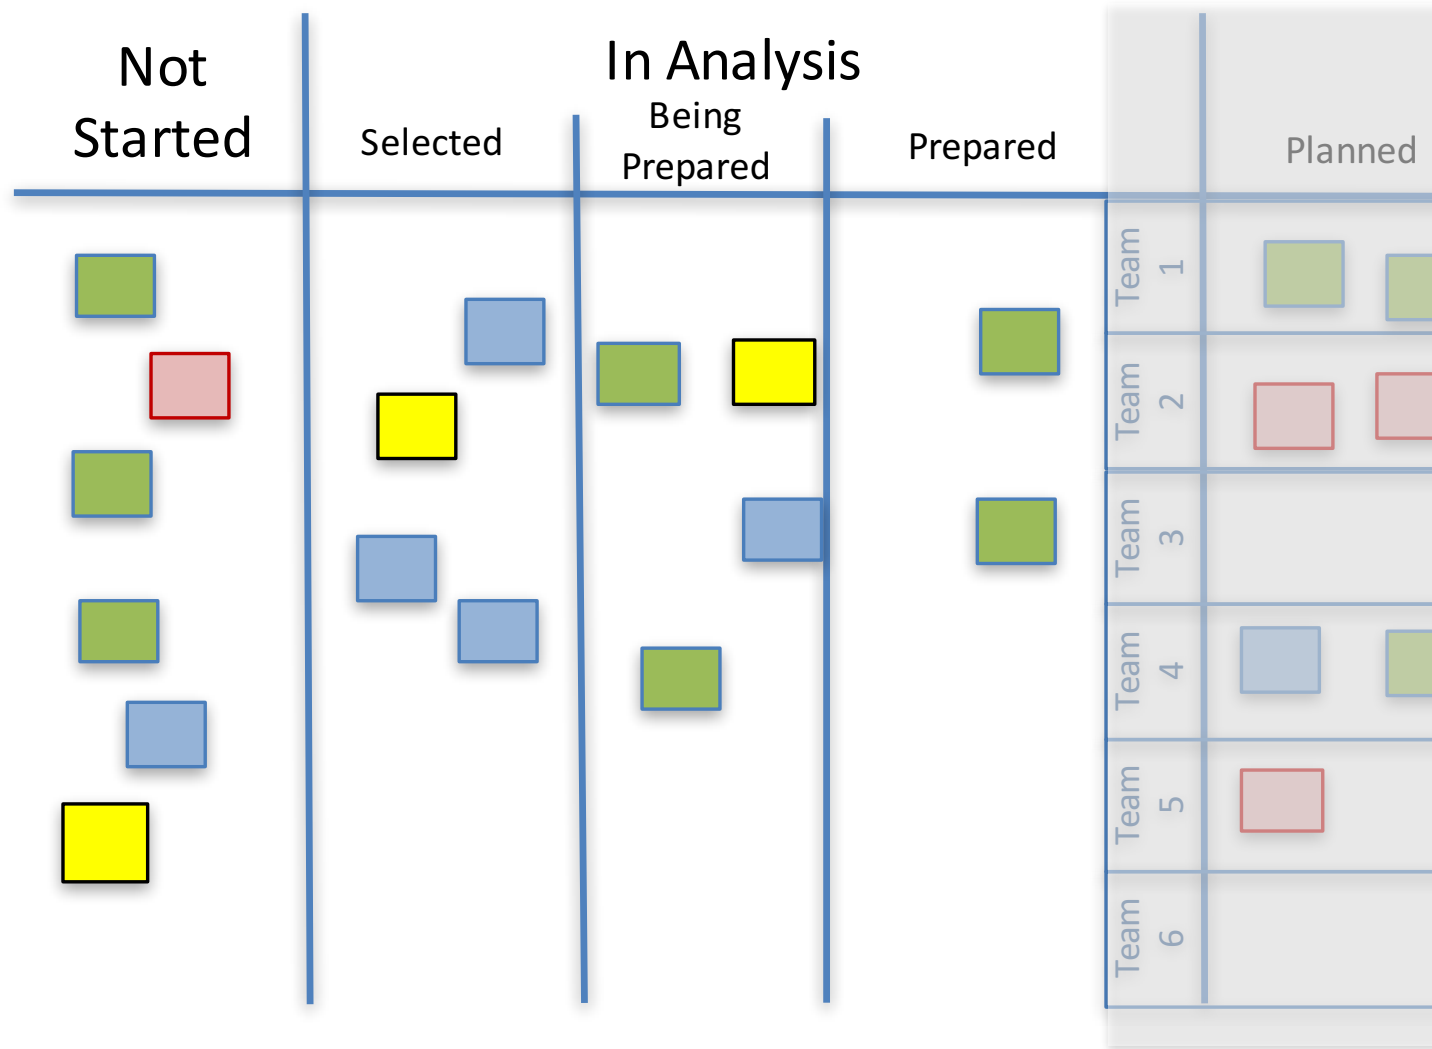 Not
Started
In Analysis
Selected
Being
Prepared
Prepared
Planned
Team
1
Team
2
Team
3
Team
4
Team
5
Team
6